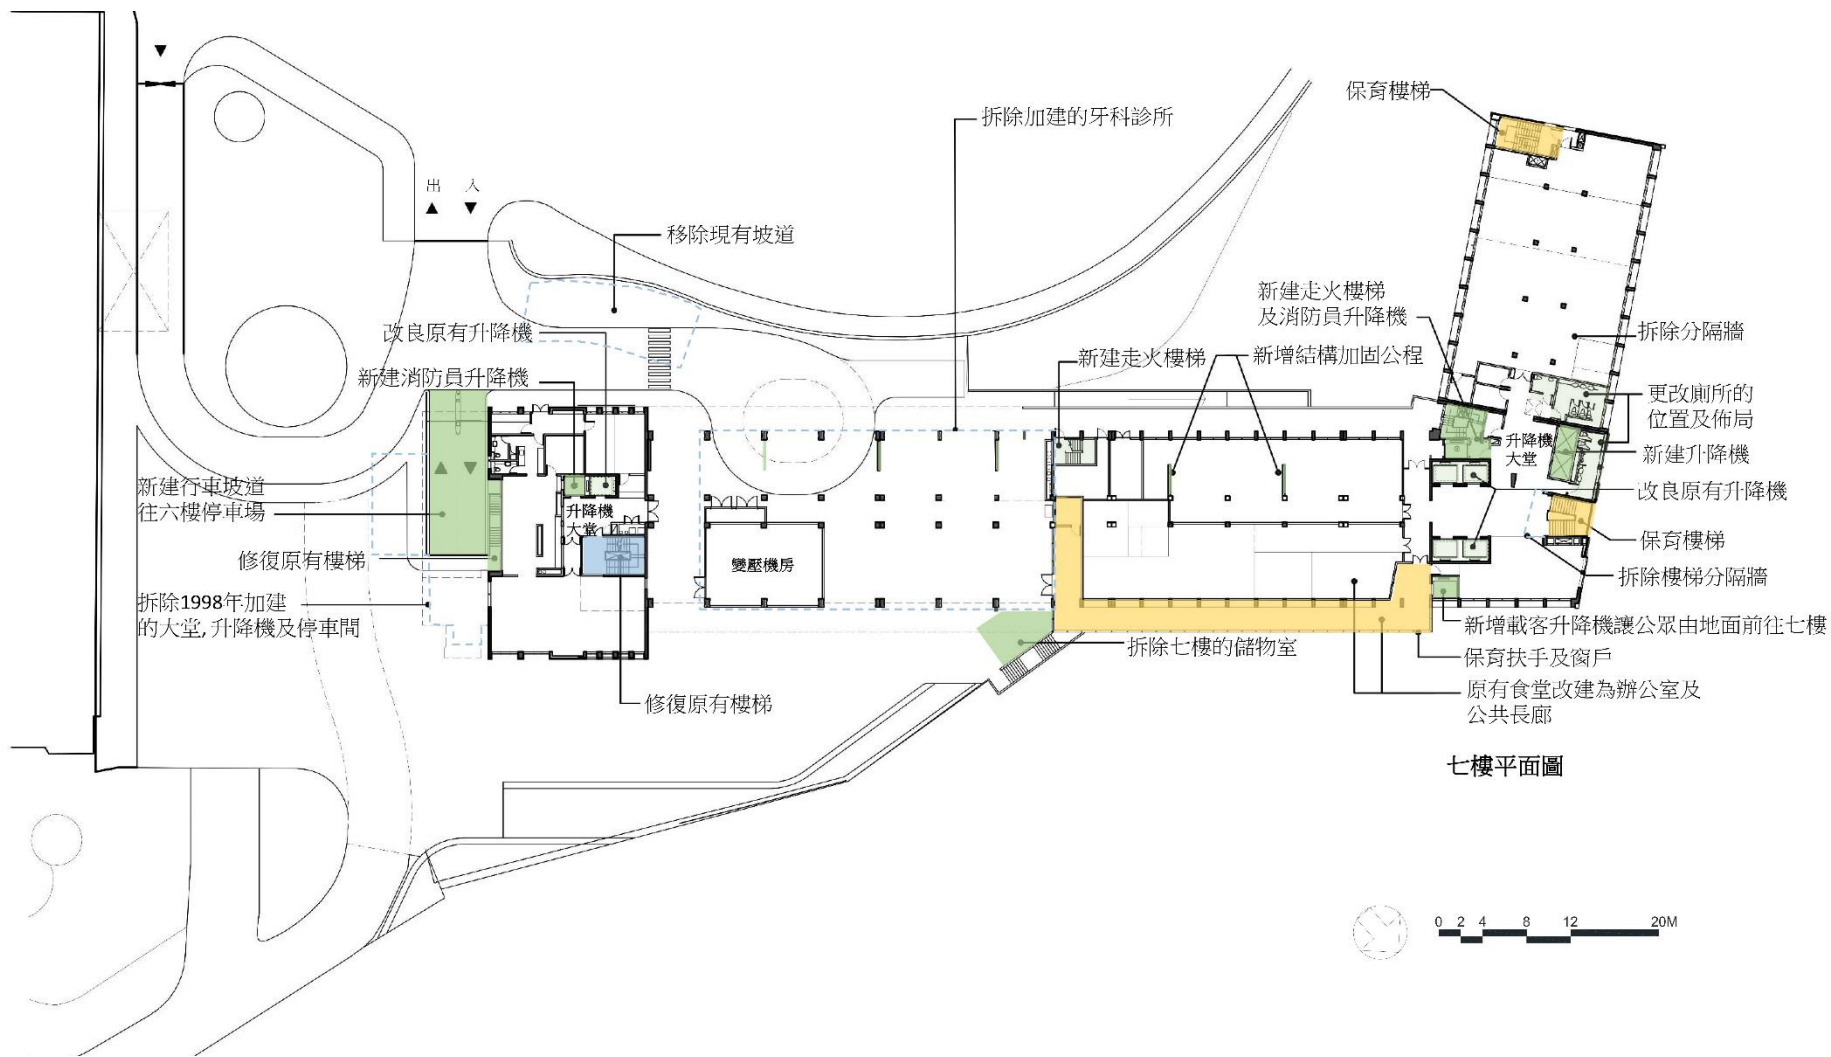 保育樓梯
拆除加建的牙科診所
出 入
移除現有坡道
新建走火樓梯
及消防員升降機
改良原有升降機
拆除分隔牆
新建走火樓梯
新增結構加固公程
新建消防員升降機
更改廁所的
位置及佈局
升降機
大堂
新建升降機
新建行車坡道
往六樓停車場
改良原有升降機
升降機
大堂
保育樓梯
修復原有樓梯
變壓機房
拆除樓梯分隔牆
拆除1998年加建
的大堂, 升降機及停車間
新增載客升降機讓公眾由地面前往七樓
拆除七樓的儲物室
保育扶手及窗戶
修復原有樓梯
原有食堂改建為辦公室及
公共長廊
七樓平面圖
0 2 4 8 12 20M